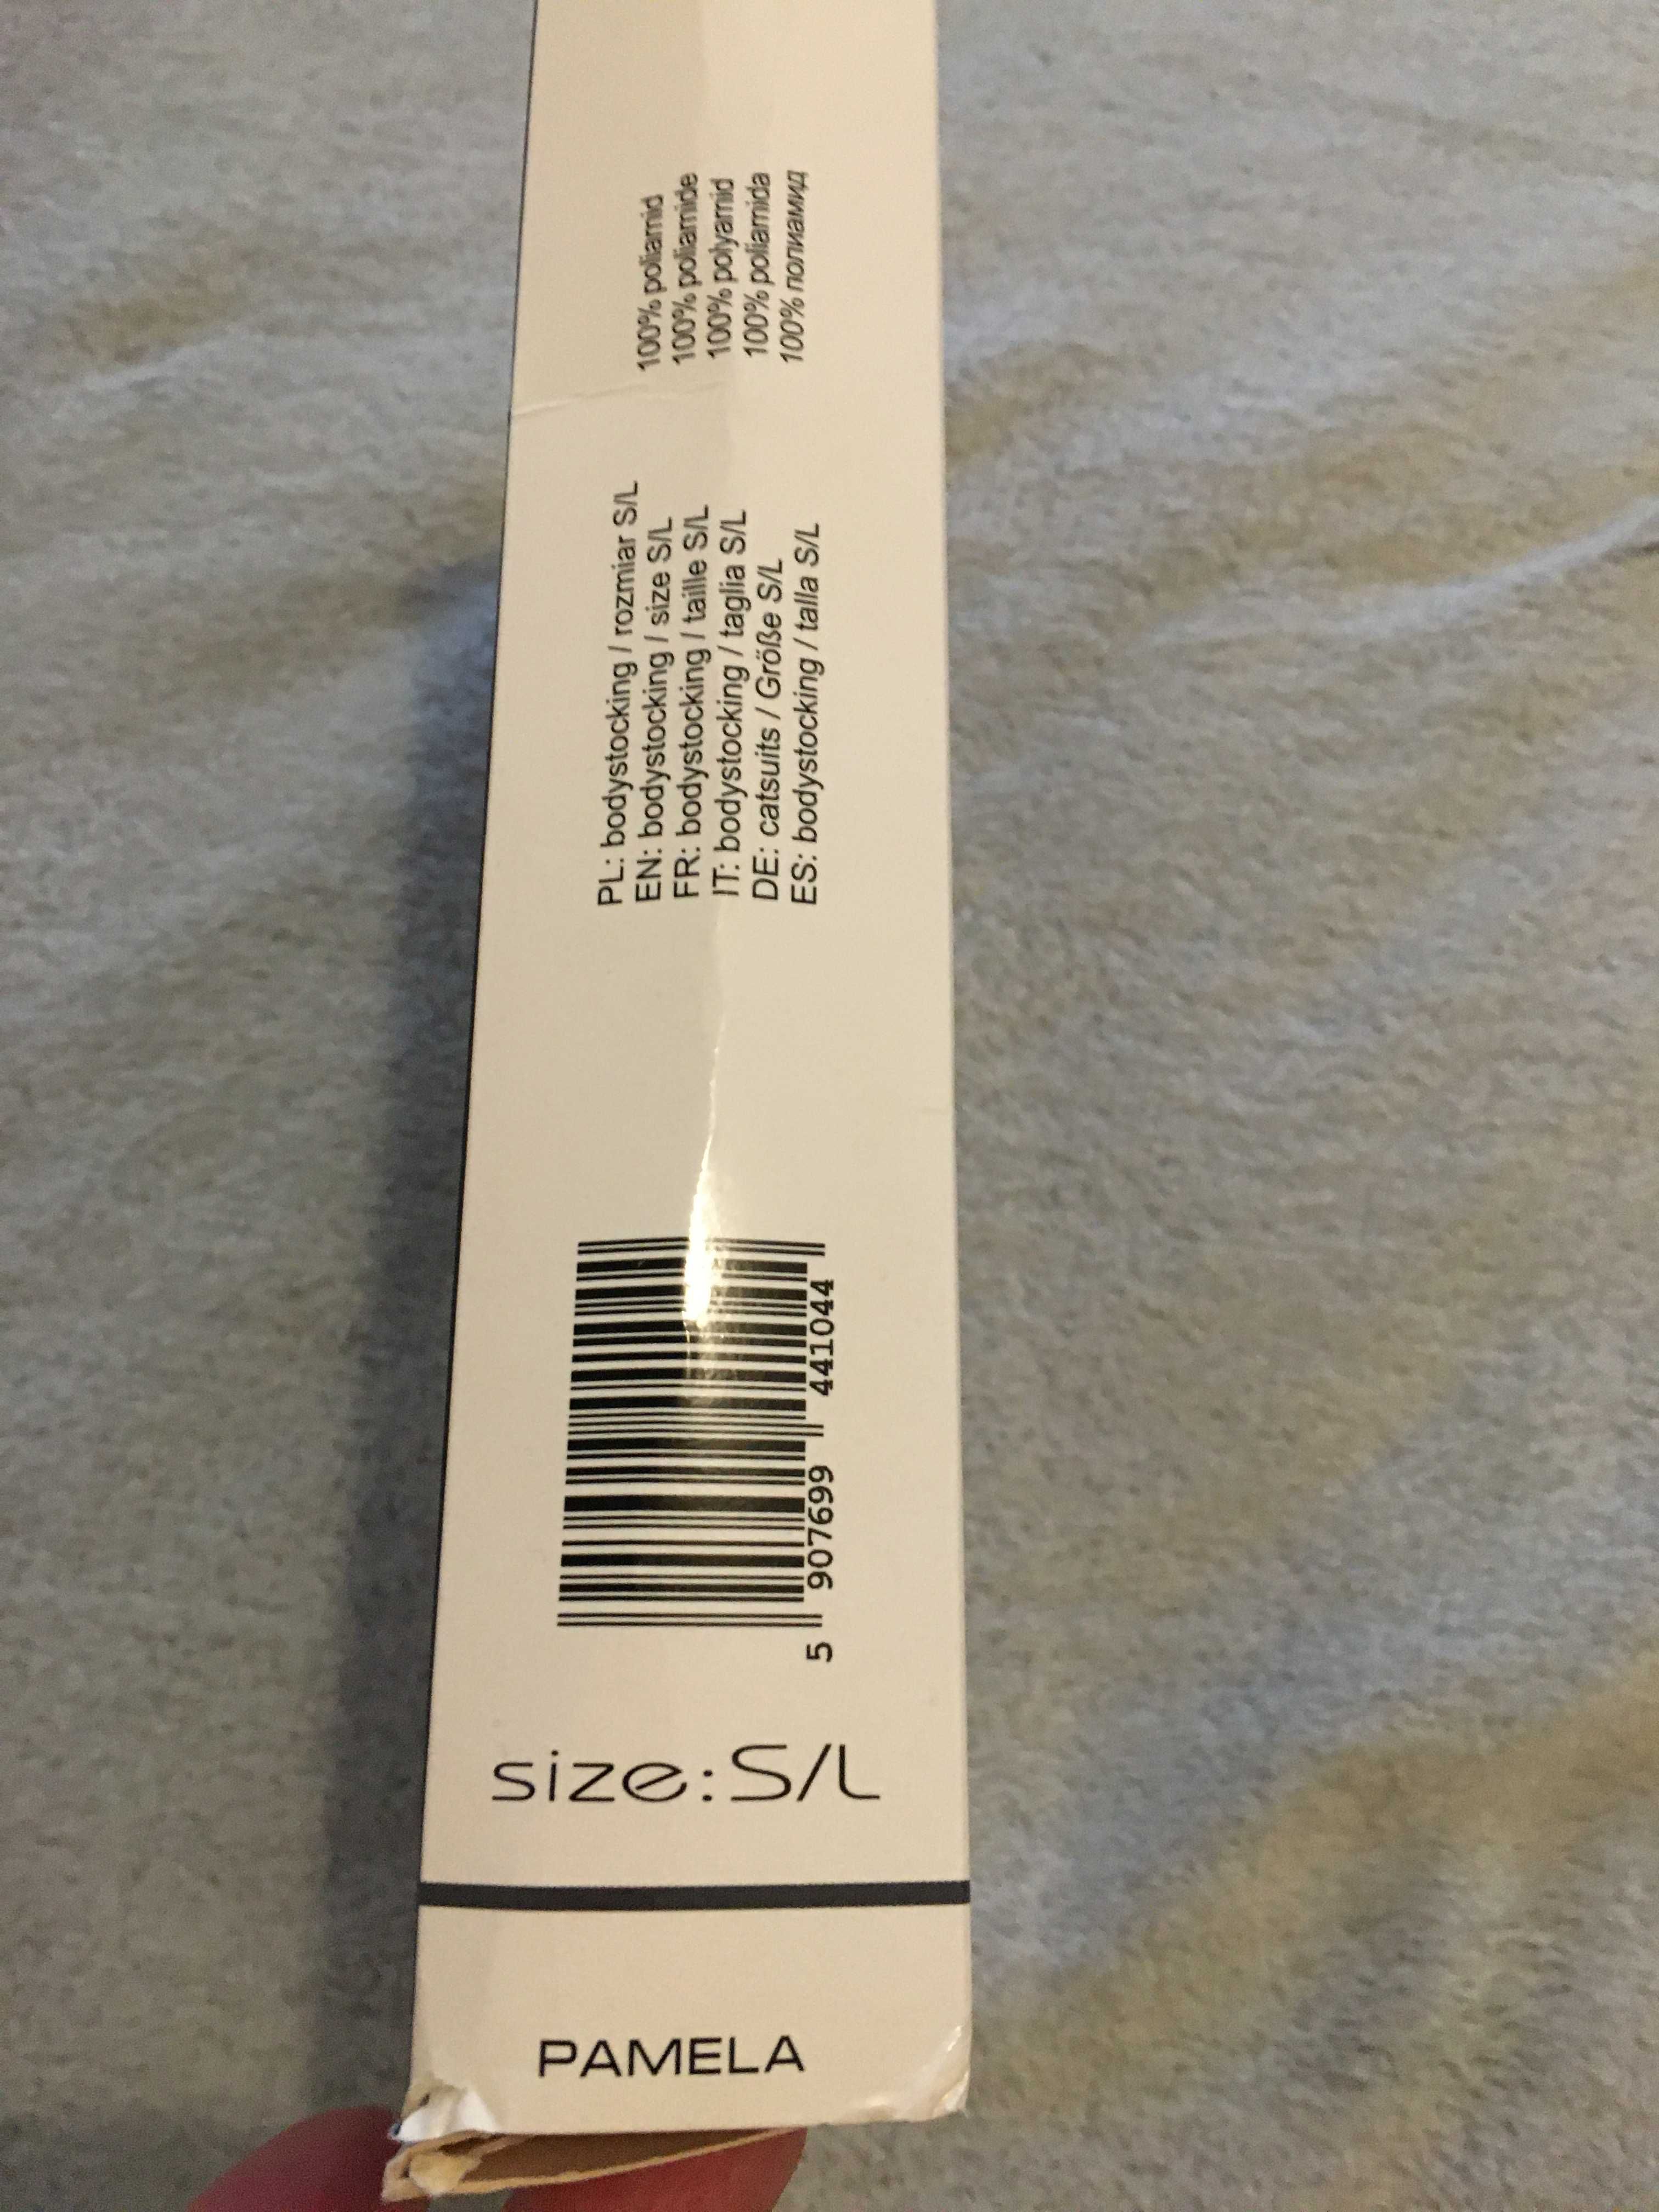 100% poliamid
100% poliamide
100% polyamid
100% poliamida
100% полиамид
PL: bodystocking / rozmiar S/L
EN: bodystocking / size S/L
FR: bodystocking / taille S/L
IT: bodystocking / taglia S/L
DE: catsuits / Größe S/L
ES: bodystocking / talla S/L
5 907699 441044
size: S/L
PAMELA